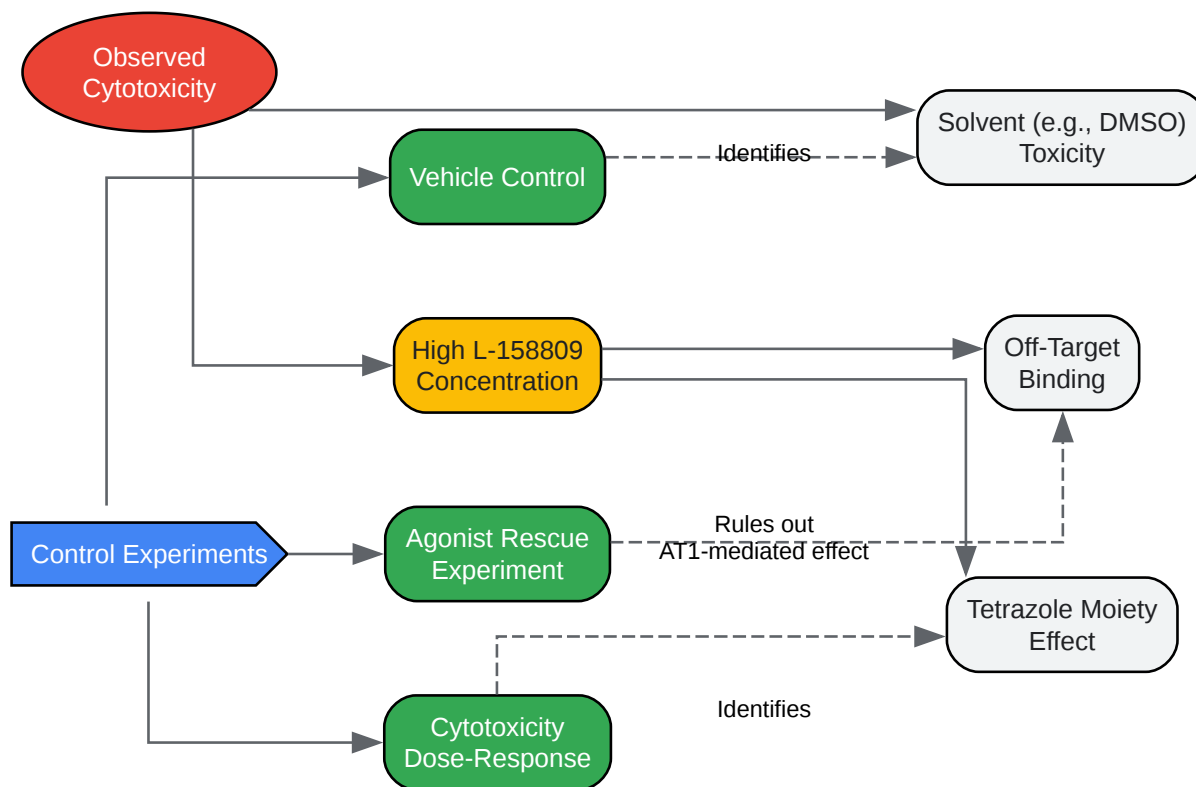 Observed
Cytotoxicity
Solvent (e.g., DMSO)
Toxicity
Vehicle Control
Identifies
High L-158809
Concentration
Off-Target
Binding
Control Experiments
Agonist Rescue
Experiment
Rules out
AT1-mediated effect
Tetrazole Moiety
Effect
Cytotoxicity
Dose-Response
Identifies